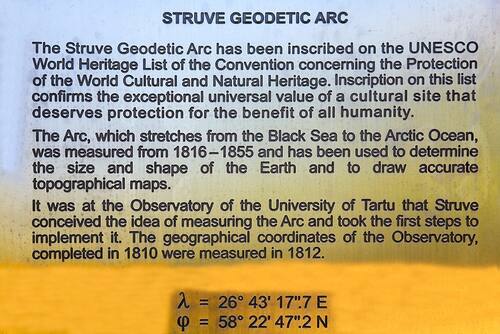 STRUVE GEODETIC ARC
The Struve Geodetic Arc has been inscribed on the UNESCO
World Heritage List of the Convention concerning the Protection
of the World Cultural and Natural Heritage. Inscription on this list
confirms the exceptional universal value of a cultural site that
deserves protection for the benefit of all humanity.
The Arc, which stretches from the Black Sea to the Arctic Ocean,
was measured from 1816–1855 and has been used to determine
the size and shape of the Earth and to draw accurate
topographical maps.
It was at the Observatory of the University of Tartu that Struve
conceived the idea of measuring the Arc and took the first steps to
implement it. The geographical coordinates of the Observatory,
completed in 1810 were measured in 1812.
λ = 26° 43' 17".7 E
φ = 58° 22' 47".2 N